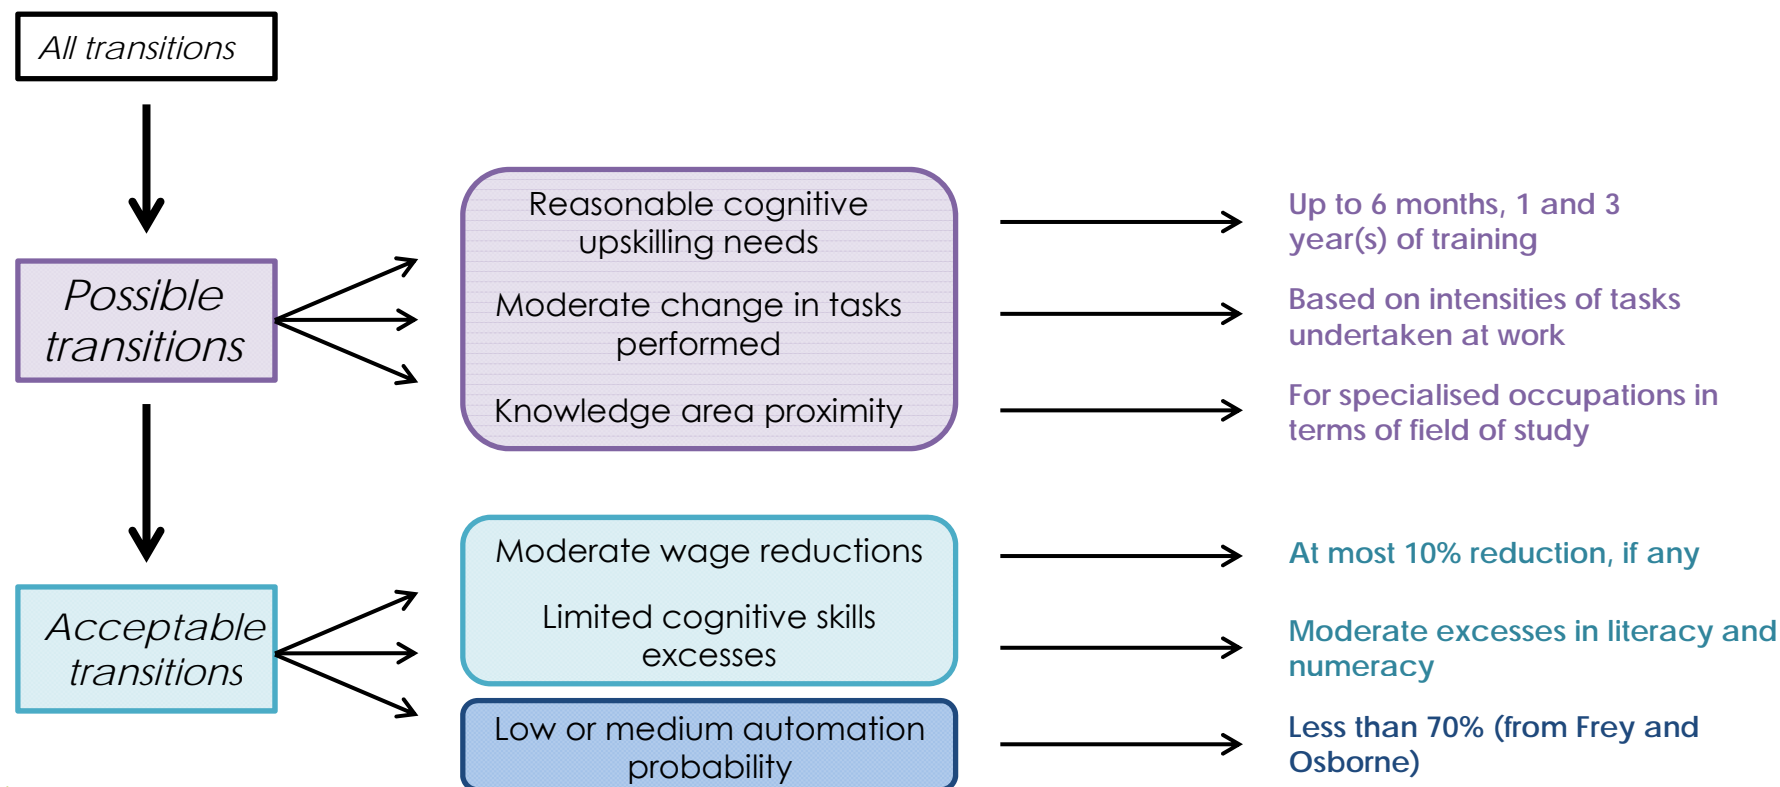 All transitions
Possible
transitions
Reasonable cognitive
upskilling needs
Moderate change in tasks
performed
Knowledge area proximity
Up to 6 months, 1 and 3
year(s) of training
Based on intensities of tasks
undertaken at work
For specialised occupations in
terms of field of study
Acceptable
transitions
Moderate wage reductions
Limited cognitive skills
excesses
Low or medium automation
probability
At most 10% reduction, if any
Moderate excesses in literacy and
numeracy
Less than 70% (from Frey and
Osborne)